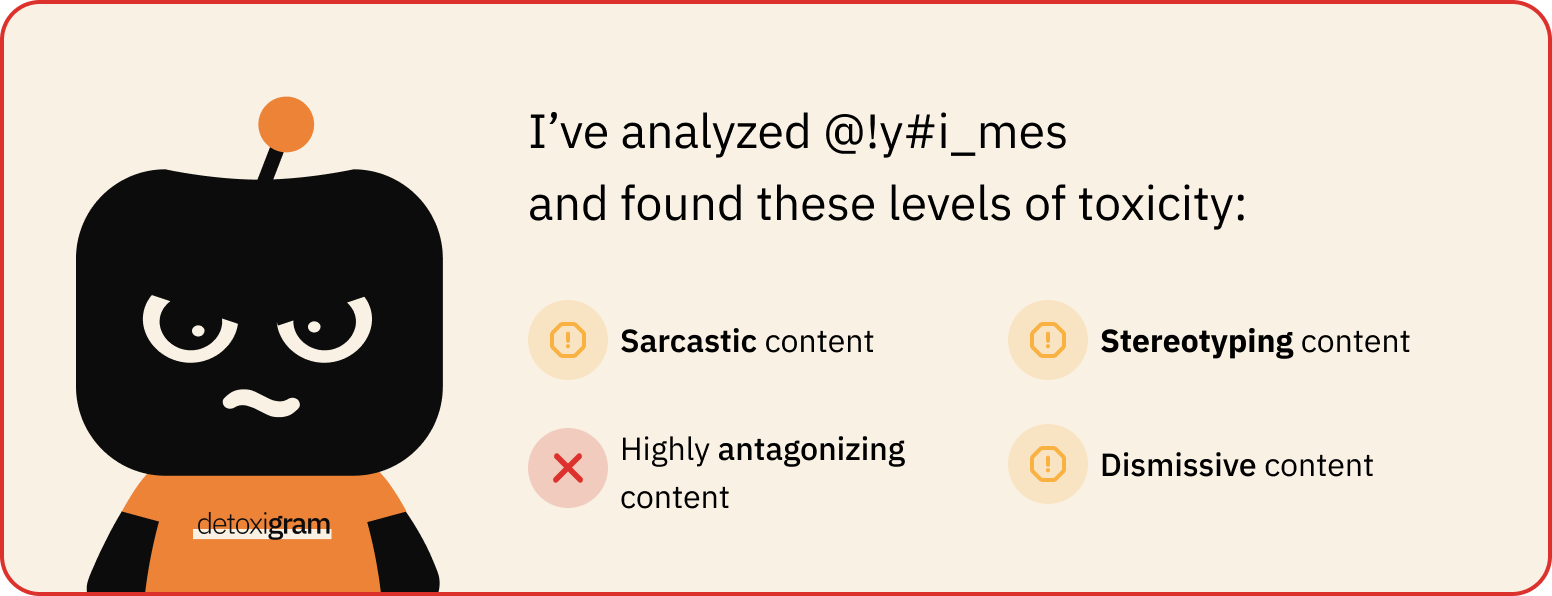 I’ve analyzed @!y#i_mes
and found these levels of toxicity:
Sarcastic content
Stereotyping content
Highly antagonizing
content
Dismissive content
detoxigram